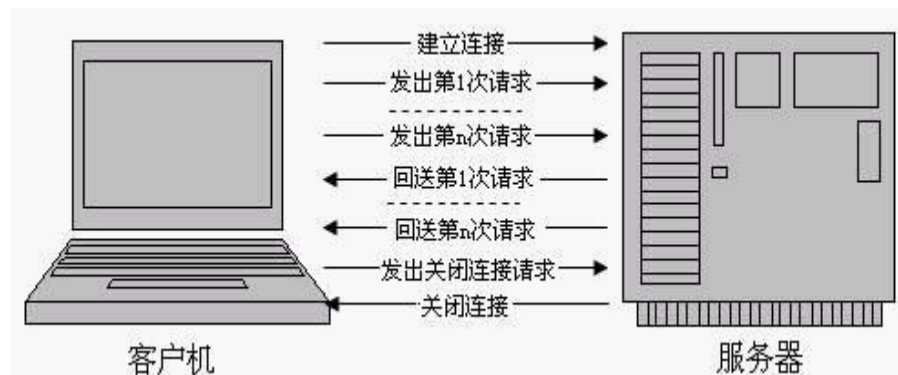 建立连接
发出第1次请求
发出第n次请求
回送第1次请求
回送第n次请求
发出关闭连接请求
关闭连接
客户机
服务器